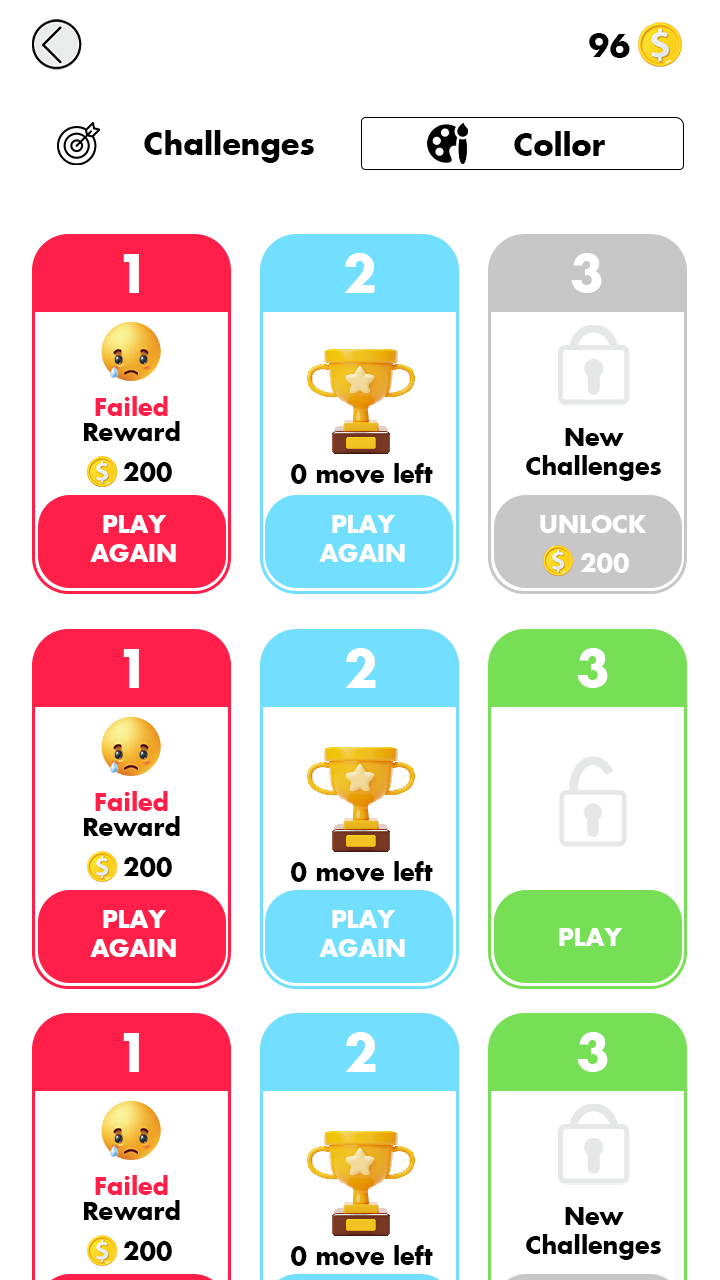 96
Challenges
Collor
1
2
3
Failed
Reward
200
PLAY
AGAIN
0 move left
PLAY
AGAIN
New
Challenges
UNLOCK
200
1
2
3
Failed
Reward
200
PLAY
AGAIN
0 move left
PLAY
AGAIN
PLAY
1
2
3
Failed
Reward
200
0 move left
New
Challenges